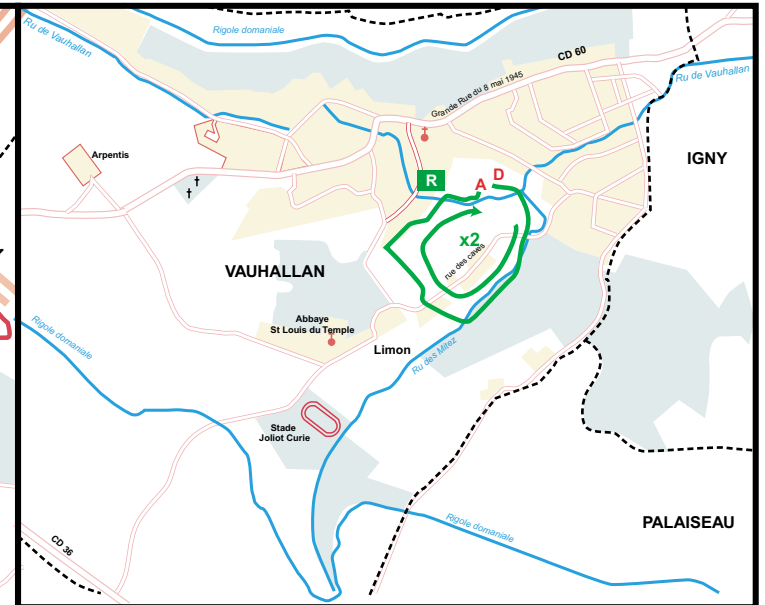 Ru de Vauhallan
Rigole domaniale
CD 60
Grande Rue du 8 mai 1945
Ru de Vauhallan
IGNY
Arpentis
R
A
D
x2
rue des caves
VAUHALLAN
Abbaye
St Louis du Temple
Limon
Ru des Mitez
Rigole domaniale
Stade
Joliot Curie
Rigole domaniale
PALAISEAU
CD 36